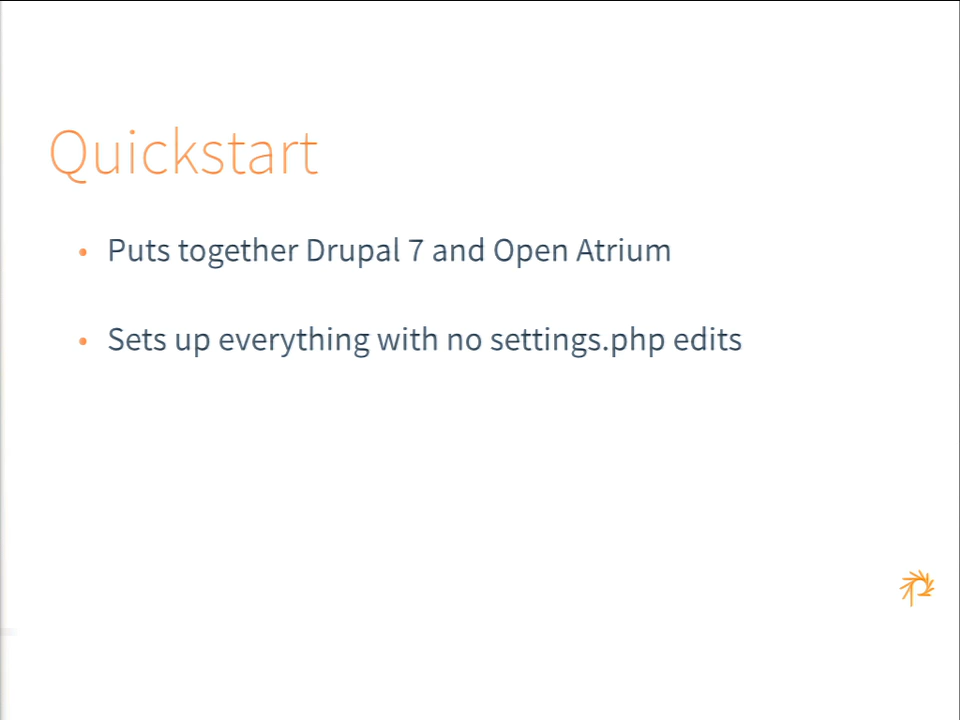 Quickstart
• Puts together Drupal 7 and Open Atrium
• Sets up everything with no settings.php edits